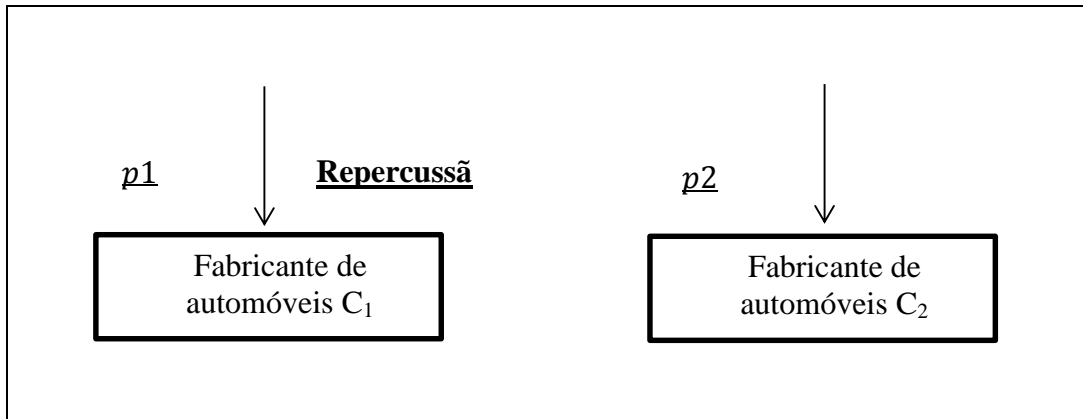 p1
Repercussã
p2
Fabricante de
automóveis C₁
Fabricante de
automóveis C₂